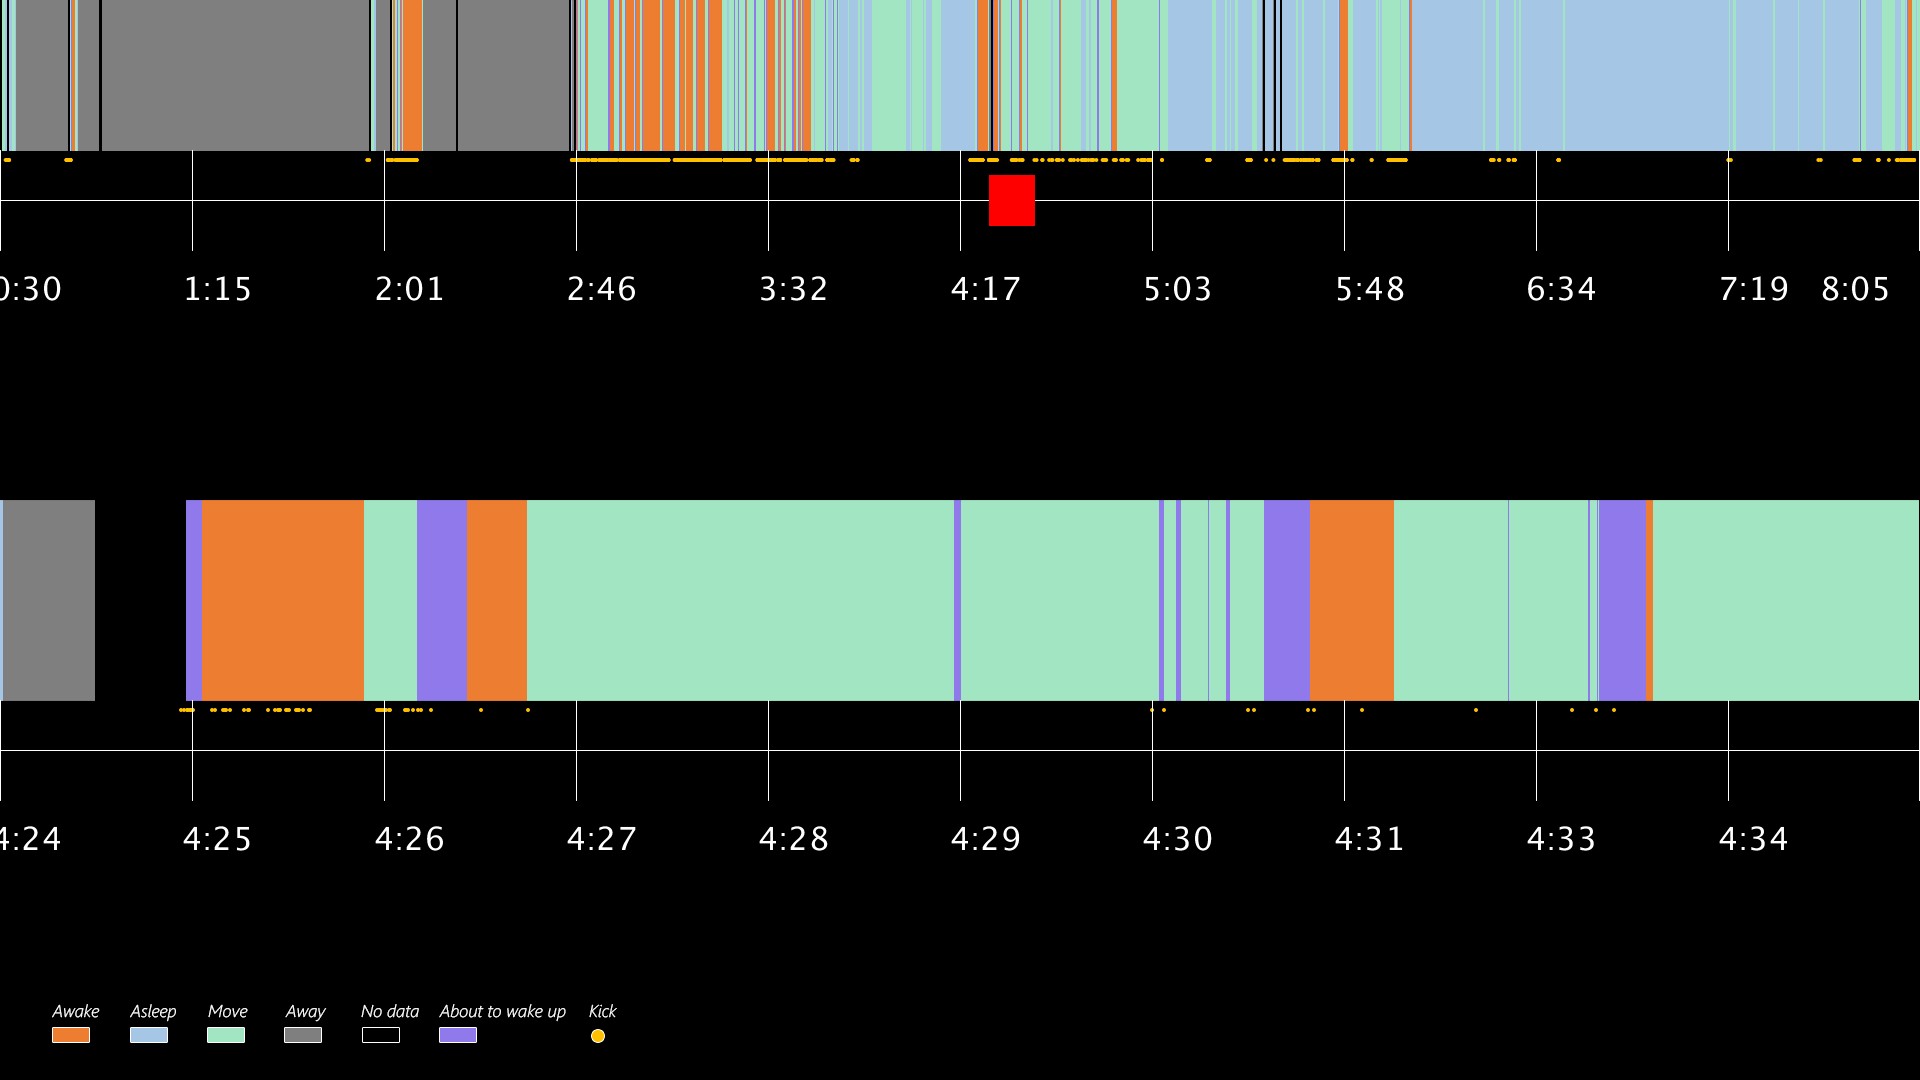 0:30 1:15 2:01 2:46 3:32 4:17 5:03 5:48 6:34 7:19 8:05
4:24 4:25 4:26 4:27 4:28 4:29 4:30 4:31 4:33 4:34
Awake Asleep Move Away No data About to wake up Kick